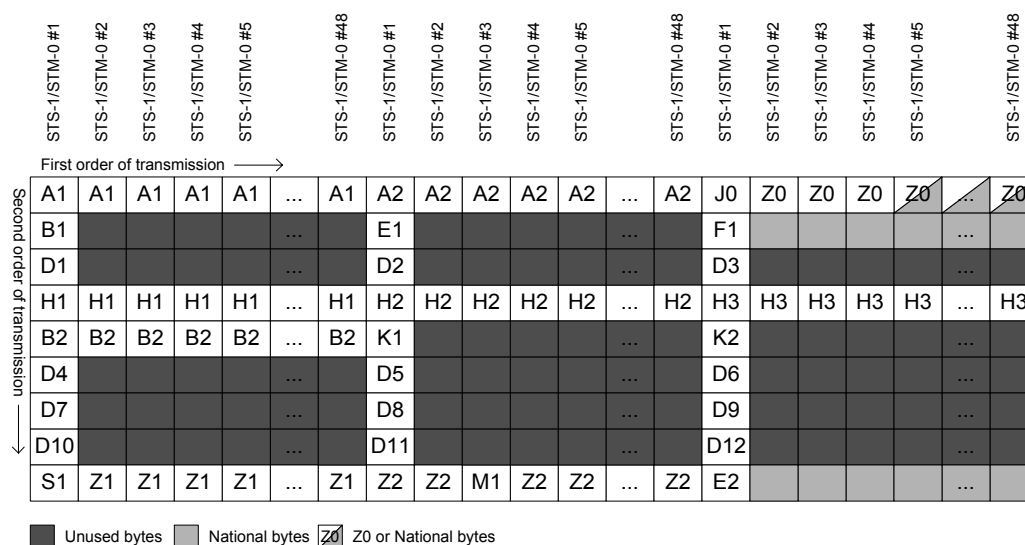 STS-1/STM-0 #1 STS-1/STM-0 #2 STS-1/STM-0 #3 STS-1/STM-0 #4 STS-1/STM-0 #5 STS-1/STM-0 #48 STS-1/STM-0 #1 STS-1/STM-0 #2 STS-1/STM-0 #3 STS-1/STM-0 #4 STS-1/STM-0 #5 STS-1/STM-0 #48 STS-1/STM-0 #1 STS-1/STM-0 #2 STS-1/STM-0 #3 STS-1/STM-0 #4 STS-1/STM-0 #5 STS-1/STM-0 #48
First order of transmission
Second order of transmission
A1 A1 A1 A1 A1 ... A1 A2 A2 A2 A2 A2 ... A2 J0 Z0 Z0 Z0 Z0 ... Z0
B1 ... E1 ... F1 ...
D1 ... D2 ... D3 ...
H1 H1 H1 H1 H1 ... H1 H2 H2 H2 H2 H2 ... H2 H3 H3 H3 H3 H3 ... H3
B2 B2 B2 B2 B2 ... B2 K1 ... K2 ...
D4 ... D5 ... D6 ...
D7 ... D8 ... D9 ...
D10 ... D11 ... D12 ...
S1 Z1 Z1 Z1 Z1 ... Z1 Z2 Z2 M1 Z2 Z2 ... Z2 E2 ...
Unused bytes National bytes Z0 Z0 or National bytes